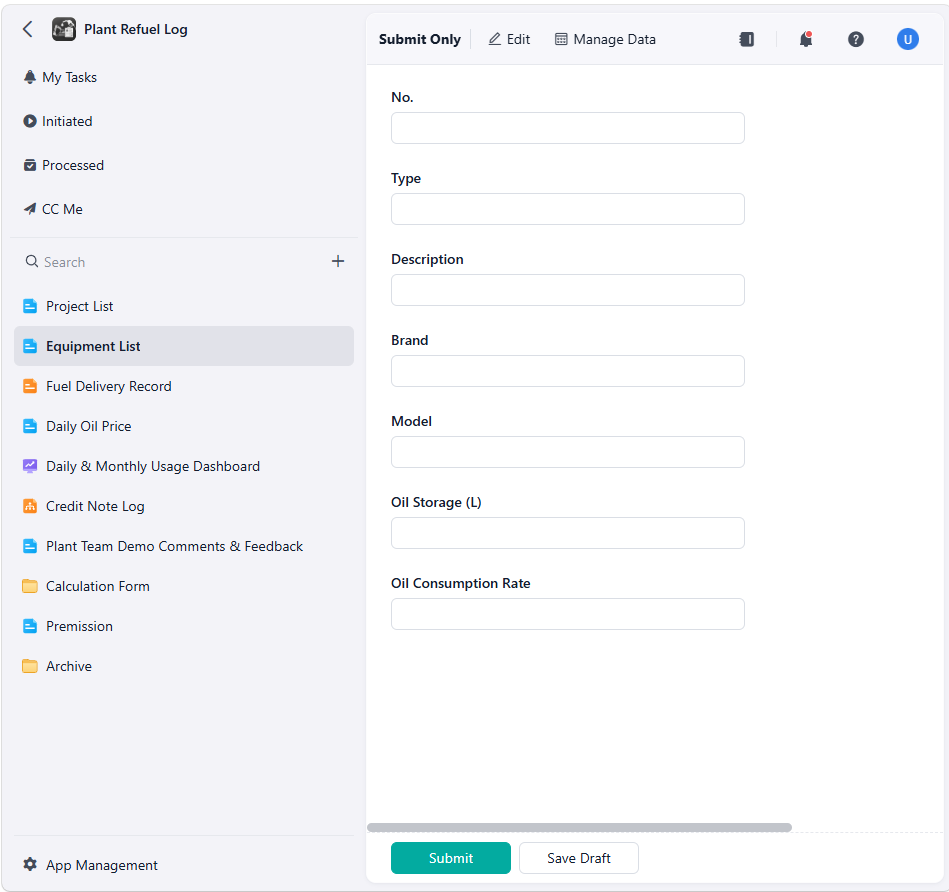 Plant Refuel Log
My Tasks
Initiated
Processed
CC Me
Search
Project List
Equipment List
Fuel Delivery Record
Daily Oil Price
Daily & Monthly Usage Dashboard
Credit Note Log
Plant Team Demo Comments & Feedback
Calculation Form
Premission
Archive
App Management
Submit Only Edit Manage Data ? U
No.
Type
Description
Brand
Model
Oil Storage (L)
Oil Consumption Rate
Submit Save Draft